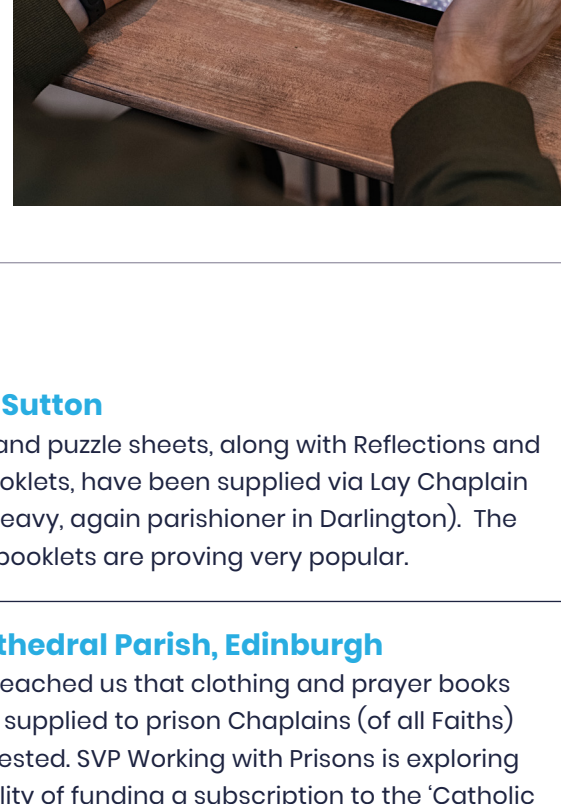 Sutton
and puzzle sheets, along with Reflections and
oklets, have been supplied via Lay Chaplain
eavy, again parishioner in Darlington).  The
booklets are proving very popular.
thedral Parish, Edinburgh
eached us that clothing and prayer books
supplied to prison Chaplains (of all Faiths)
ested. SVP Working with Prisons is exploring
lity of funding a subscription to the ‘Catholic